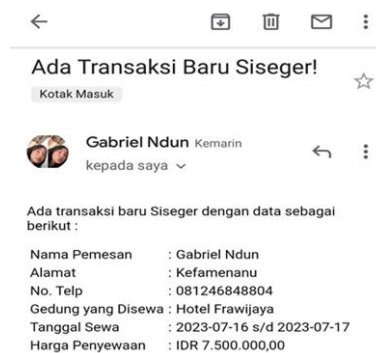 Ada Transaksi Baru Siseger!
Kotak Masuk
Gabriel Ndun Kemarin
kepada saya
Ada transaksi baru Siseger dengan data sebagai
berikut :
Nama Pemesan : Gabriel Ndun
Alamat : Kefamenanu
No. Telp : 081246848804
Gedung yang Disewa : Hotel Frawijaya
Tanggal Sewa : 2023-07-16 s/d 2023-07-17
Harga Penyewaan : IDR 7.500.000,00